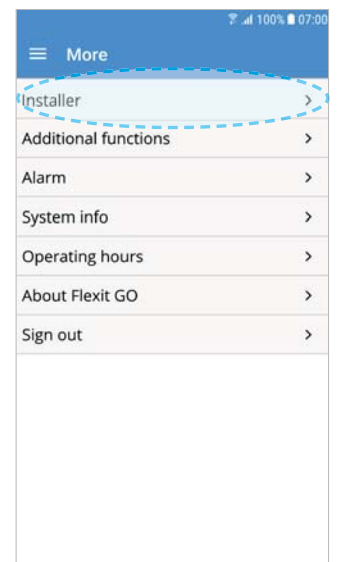 100% 07:00
More
Installer
Additional functions
Alarm
System info
Operating hours
About Flexit GO
Sign out